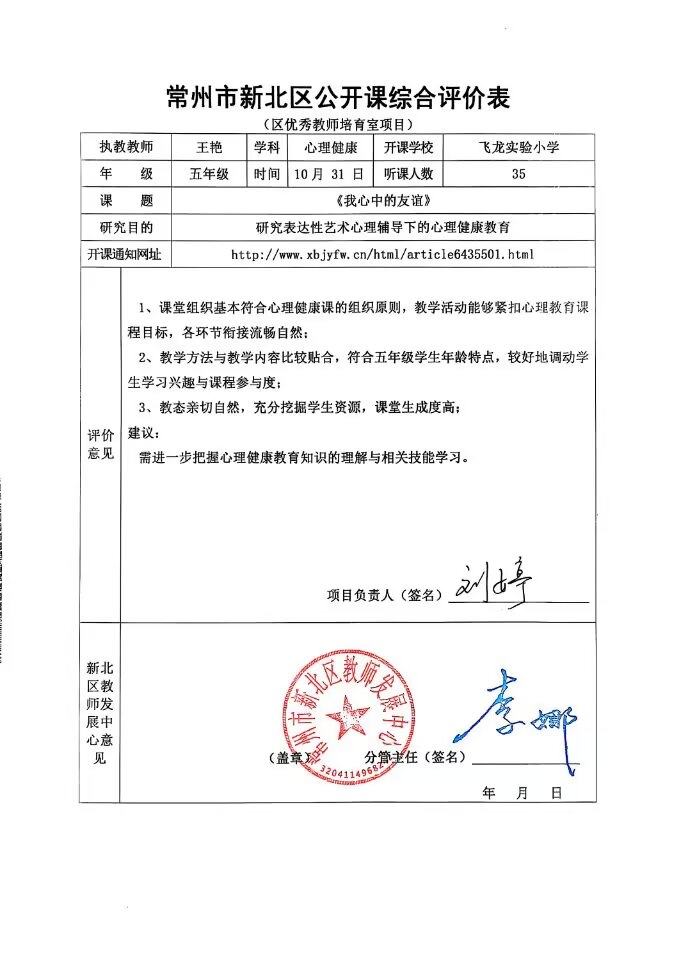 常州市新北区公开课综合评价表
(区优秀教师培育室项目)
执教教师 王艳 学科 心理健康 开课学校 飞龙实验小学
年 级 五年级 时间 10月 31 日 听课人数 35
课 题 《我心中的友谊》
研究目的 研究表达性艺术心理辅导下的心理健康教育
开课通知网址 http://www.xbjyfw.cn/html/article6435501.html
评价
意见
1、课堂组织基本符合心理健康课的组织原则，教学活动能够紧扣心理教育课
程目标，各环节衔接流畅自然；
2、教学方法与教学内容比较贴合，符合五年级学生年龄特点，较好地调动学
生学习兴趣与课程参与度；
3、教态亲切自然，充分挖掘学生资源，课堂生成度高；
建议：
需进一步把握心理健康教育知识的理解与相关技能学习。
项目负责人（签名） 刘婷
新北
区教
师发
展中
心意
见
常州市新北区教师发展中心
（盖章） 分管主任（签名） 李娜
年 月 日